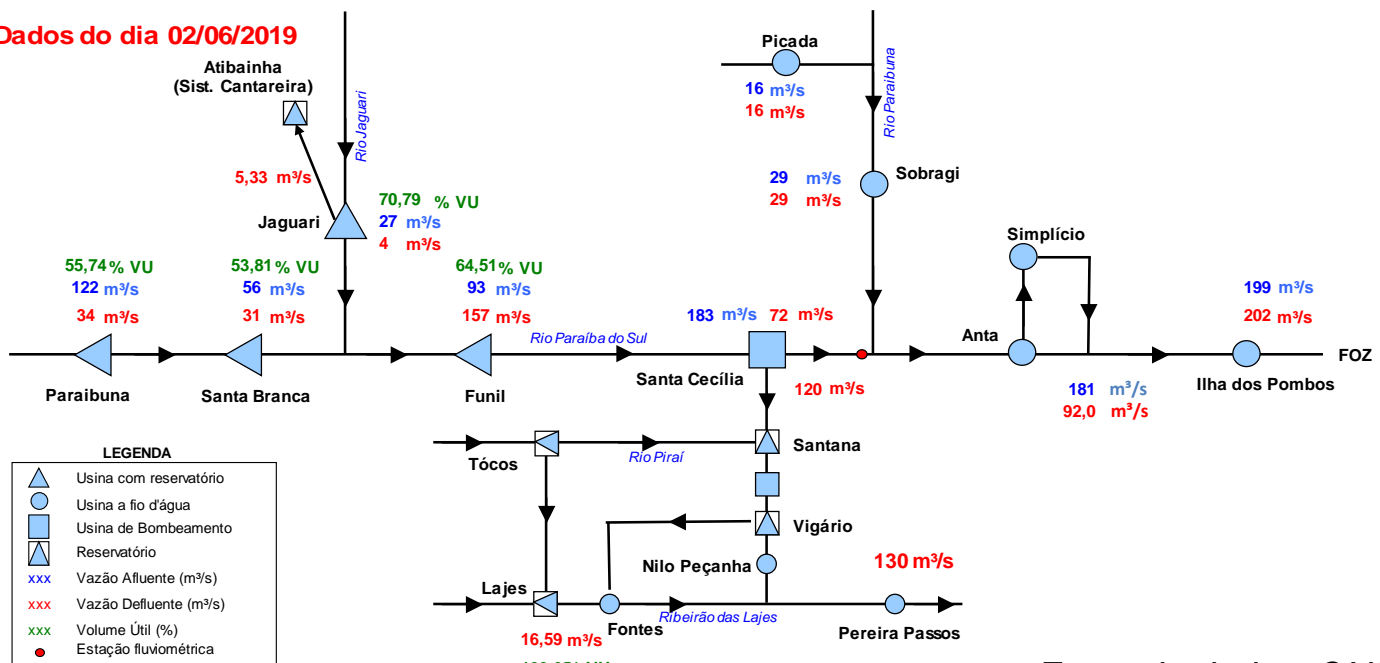 Dados do dia 02/06/2019
Atibainha
(Sist. Cantareira)
Rio Jaguari
5,33 m³/s
Jaguari
70,79 % VU
27 m³/s
4 m³/s
Picada
16 m³/s
16 m³/s
Rio Paraibuna
29 m³/s
29 m³/s
Sobragi
55,74 % VU
122 m³/s
34 m³/s
Paraibuna
53,81 % VU
56 m³/s
31 m³/s
Santa Branca
64,51 % VU
93 m³/s
157 m³/s
Funil
Rio Paraíba do Sul
183 m³/s 72 m³/s
Santa Cecília
120 m³/s
Simplício
Anta
181 m³/s
92,0 m³/s
199 m³/s
202 m³/s
Ilha dos Pombos
FOZ
Tócos
Rio Piraí
Santana
Vigário
Nilo Peçanha
130 m³/s
Lajes
16,59 m³/s
Fontes
Ribeirão das Lajes
Pereira Passos
LEGENDA
Usina com reservatório
Usina a fio d'água
Usina de Bombeamento
Reservatório
xxx Vazão Afluente (m³/s)
xxx Vazão Defluente (m³/s)
xxx Volume Útil (%)
Estação fluviométrica